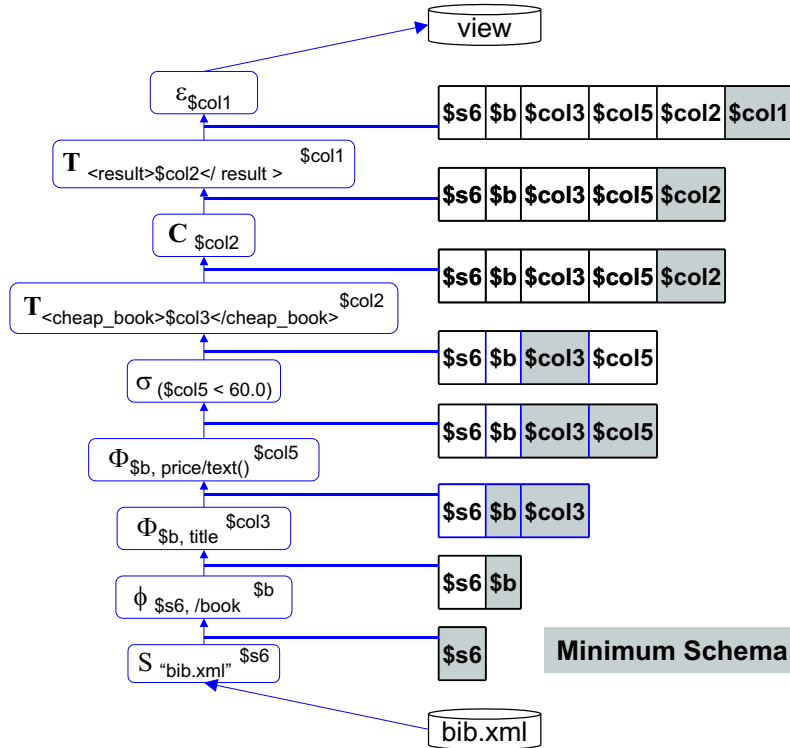 view
ε $col1
$s6 $b $col3 $col5 $col2 $col1
T <result>$col2</ result > $col1
$s6 $b $col3 $col5 $col2
C $col2
$s6 $b $col3 $col5 $col2
T <cheap_book>$col3</cheap_book> $col2
$s6 $b $col3 $col5
σ ($col5 < 60.0)
$s6 $b $col3 $col5
Φ $b, price/text() $col5
$s6 $b $col3
Φ $b, title $col3
$s6 $b
ϕ $s6, /book $b
$s6
Minimum Schema
S “bib.xml” $s6
bib.xml